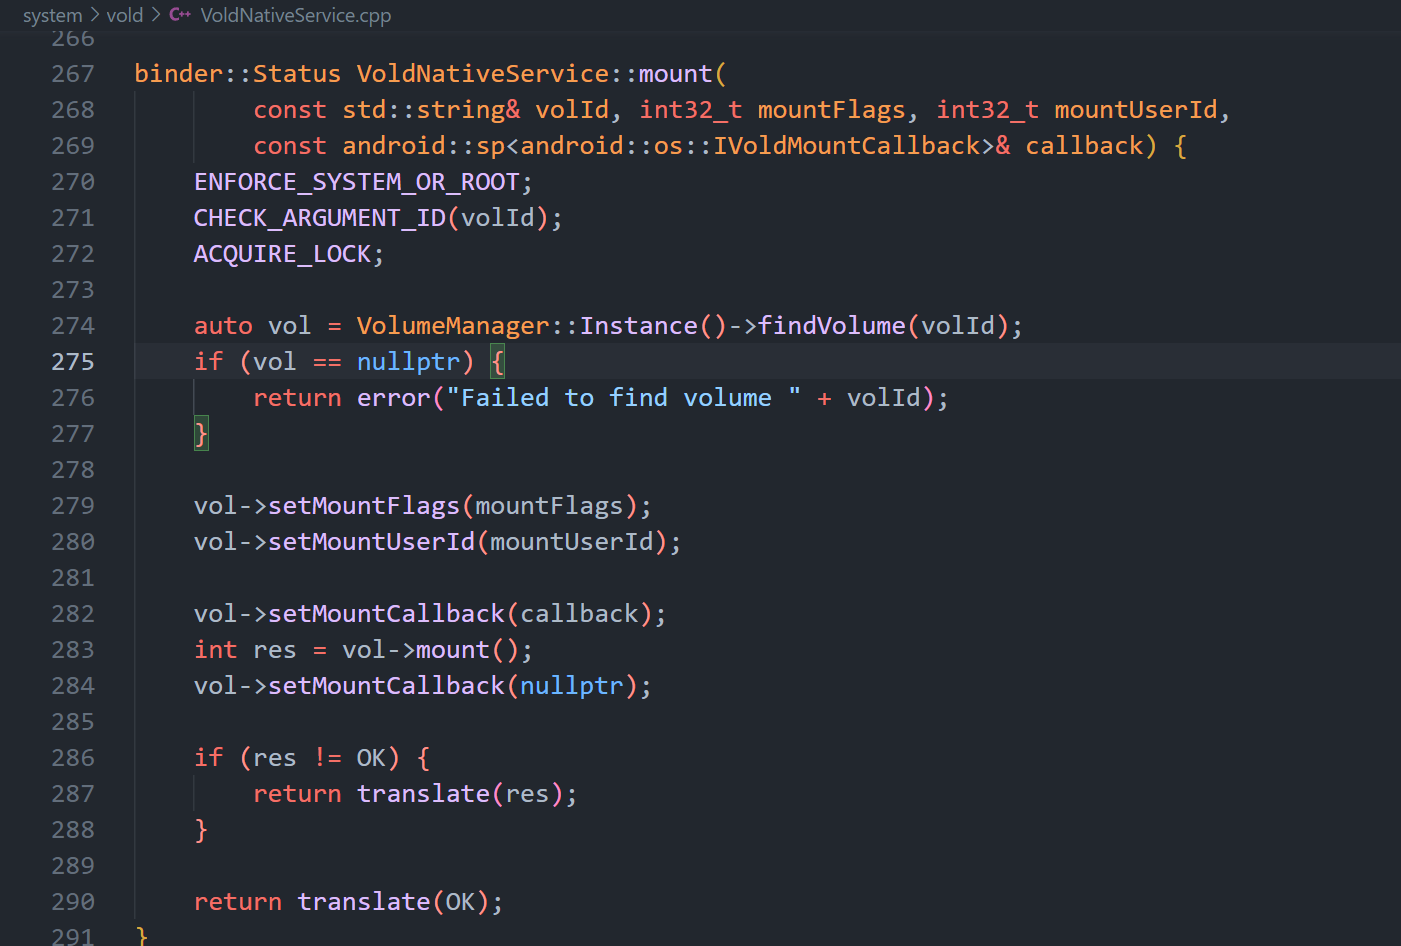 system > vold > C++ VoldNativeService.cpp
266
267 binder::Status VoldNativeService::mount(
268         const std::string& volId, int32_t mountFlags, int32_t mountUserId,
269         const android::sp<android::os::IVoldMountCallback>& callback) {
270     ENFORCE_SYSTEM_OR_ROOT;
271     CHECK_ARGUMENT_ID(volId);
272     ACQUIRE_LOCK;
273
274     auto vol = VolumeManager::Instance()->findVolume(volId);
275     if (vol == nullptr) {
276         return error("Failed to find volume " + volId);
277     }
278
279     vol->setMountFlags(mountFlags);
280     vol->setMountUserId(mountUserId);
281
282     vol->setMountCallback(callback);
283     int res = vol->mount();
284     vol->setMountCallback(nullptr);
285
286     if (res != OK) {
287         return translate(res);
288     }
289
290     return translate(OK);
291 }